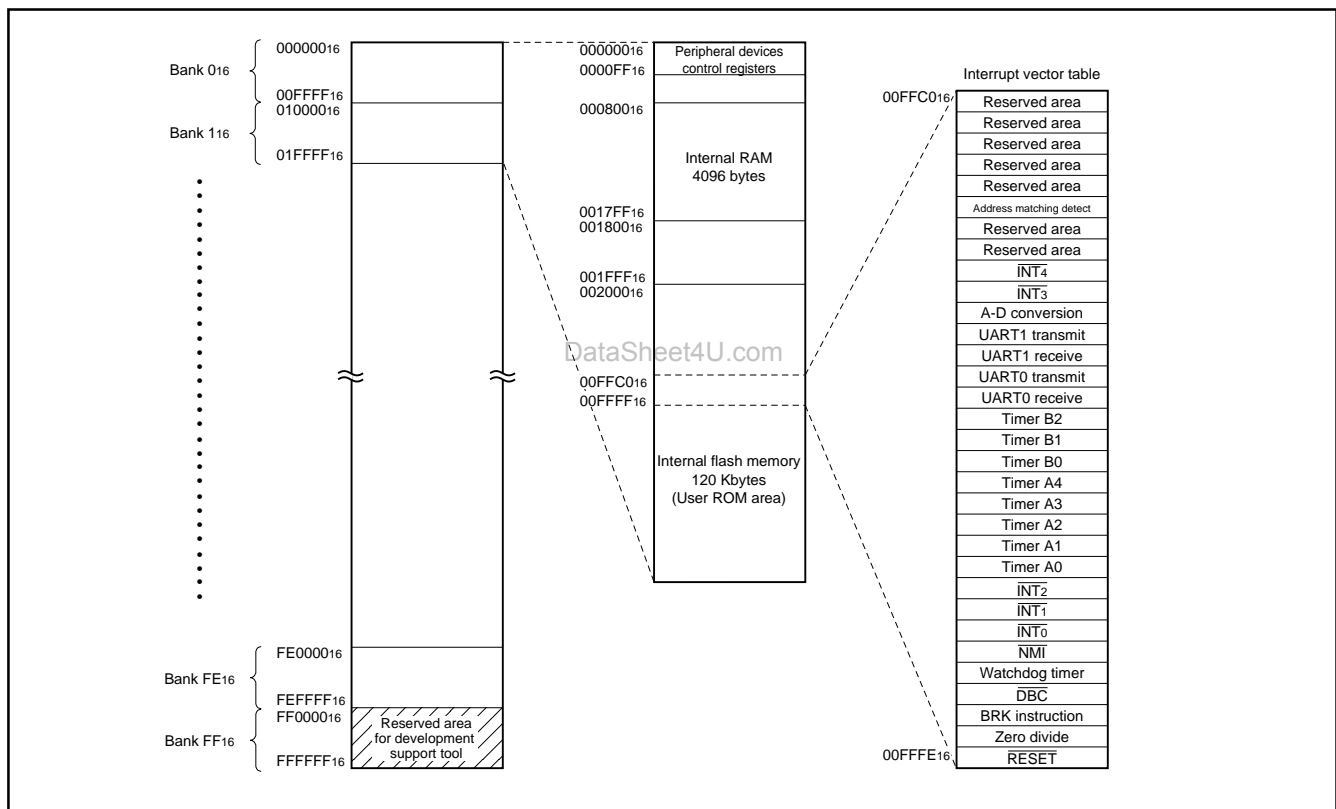 Bank 016
00000016
00FFFF16
Bank 116
01000016
01FFFF16
Bank FE16
FE000016
FEFFFF16
Bank FF16
FF000016
FFFFFF16
Reserved area
for development
support tool
00000016
0000FF16
Peripheral devices
control registers
00080016
Internal RAM
4096 bytes
0017FF16
00180016
001FFF16
00200016
DataSheet4U.com
00FFC016
00FFFF16
Internal flash memory
120 Kbytes
(User ROM area)
Interrupt vector table
00FFC016
Reserved area
Reserved area
Reserved area
Reserved area
Reserved area
Address matching detect
Reserved area
Reserved area
INT4
INT3
A-D conversion
UART1 transmit
UART1 receive
UART0 transmit
UART0 receive
Timer B2
Timer B1
Timer B0
Timer A4
Timer A3
Timer A2
Timer A1
Timer A0
INT2
INT1
INT0
NMI
Watchdog timer
DBC
BRK instruction
Zero divide
00FFFE16
RESET